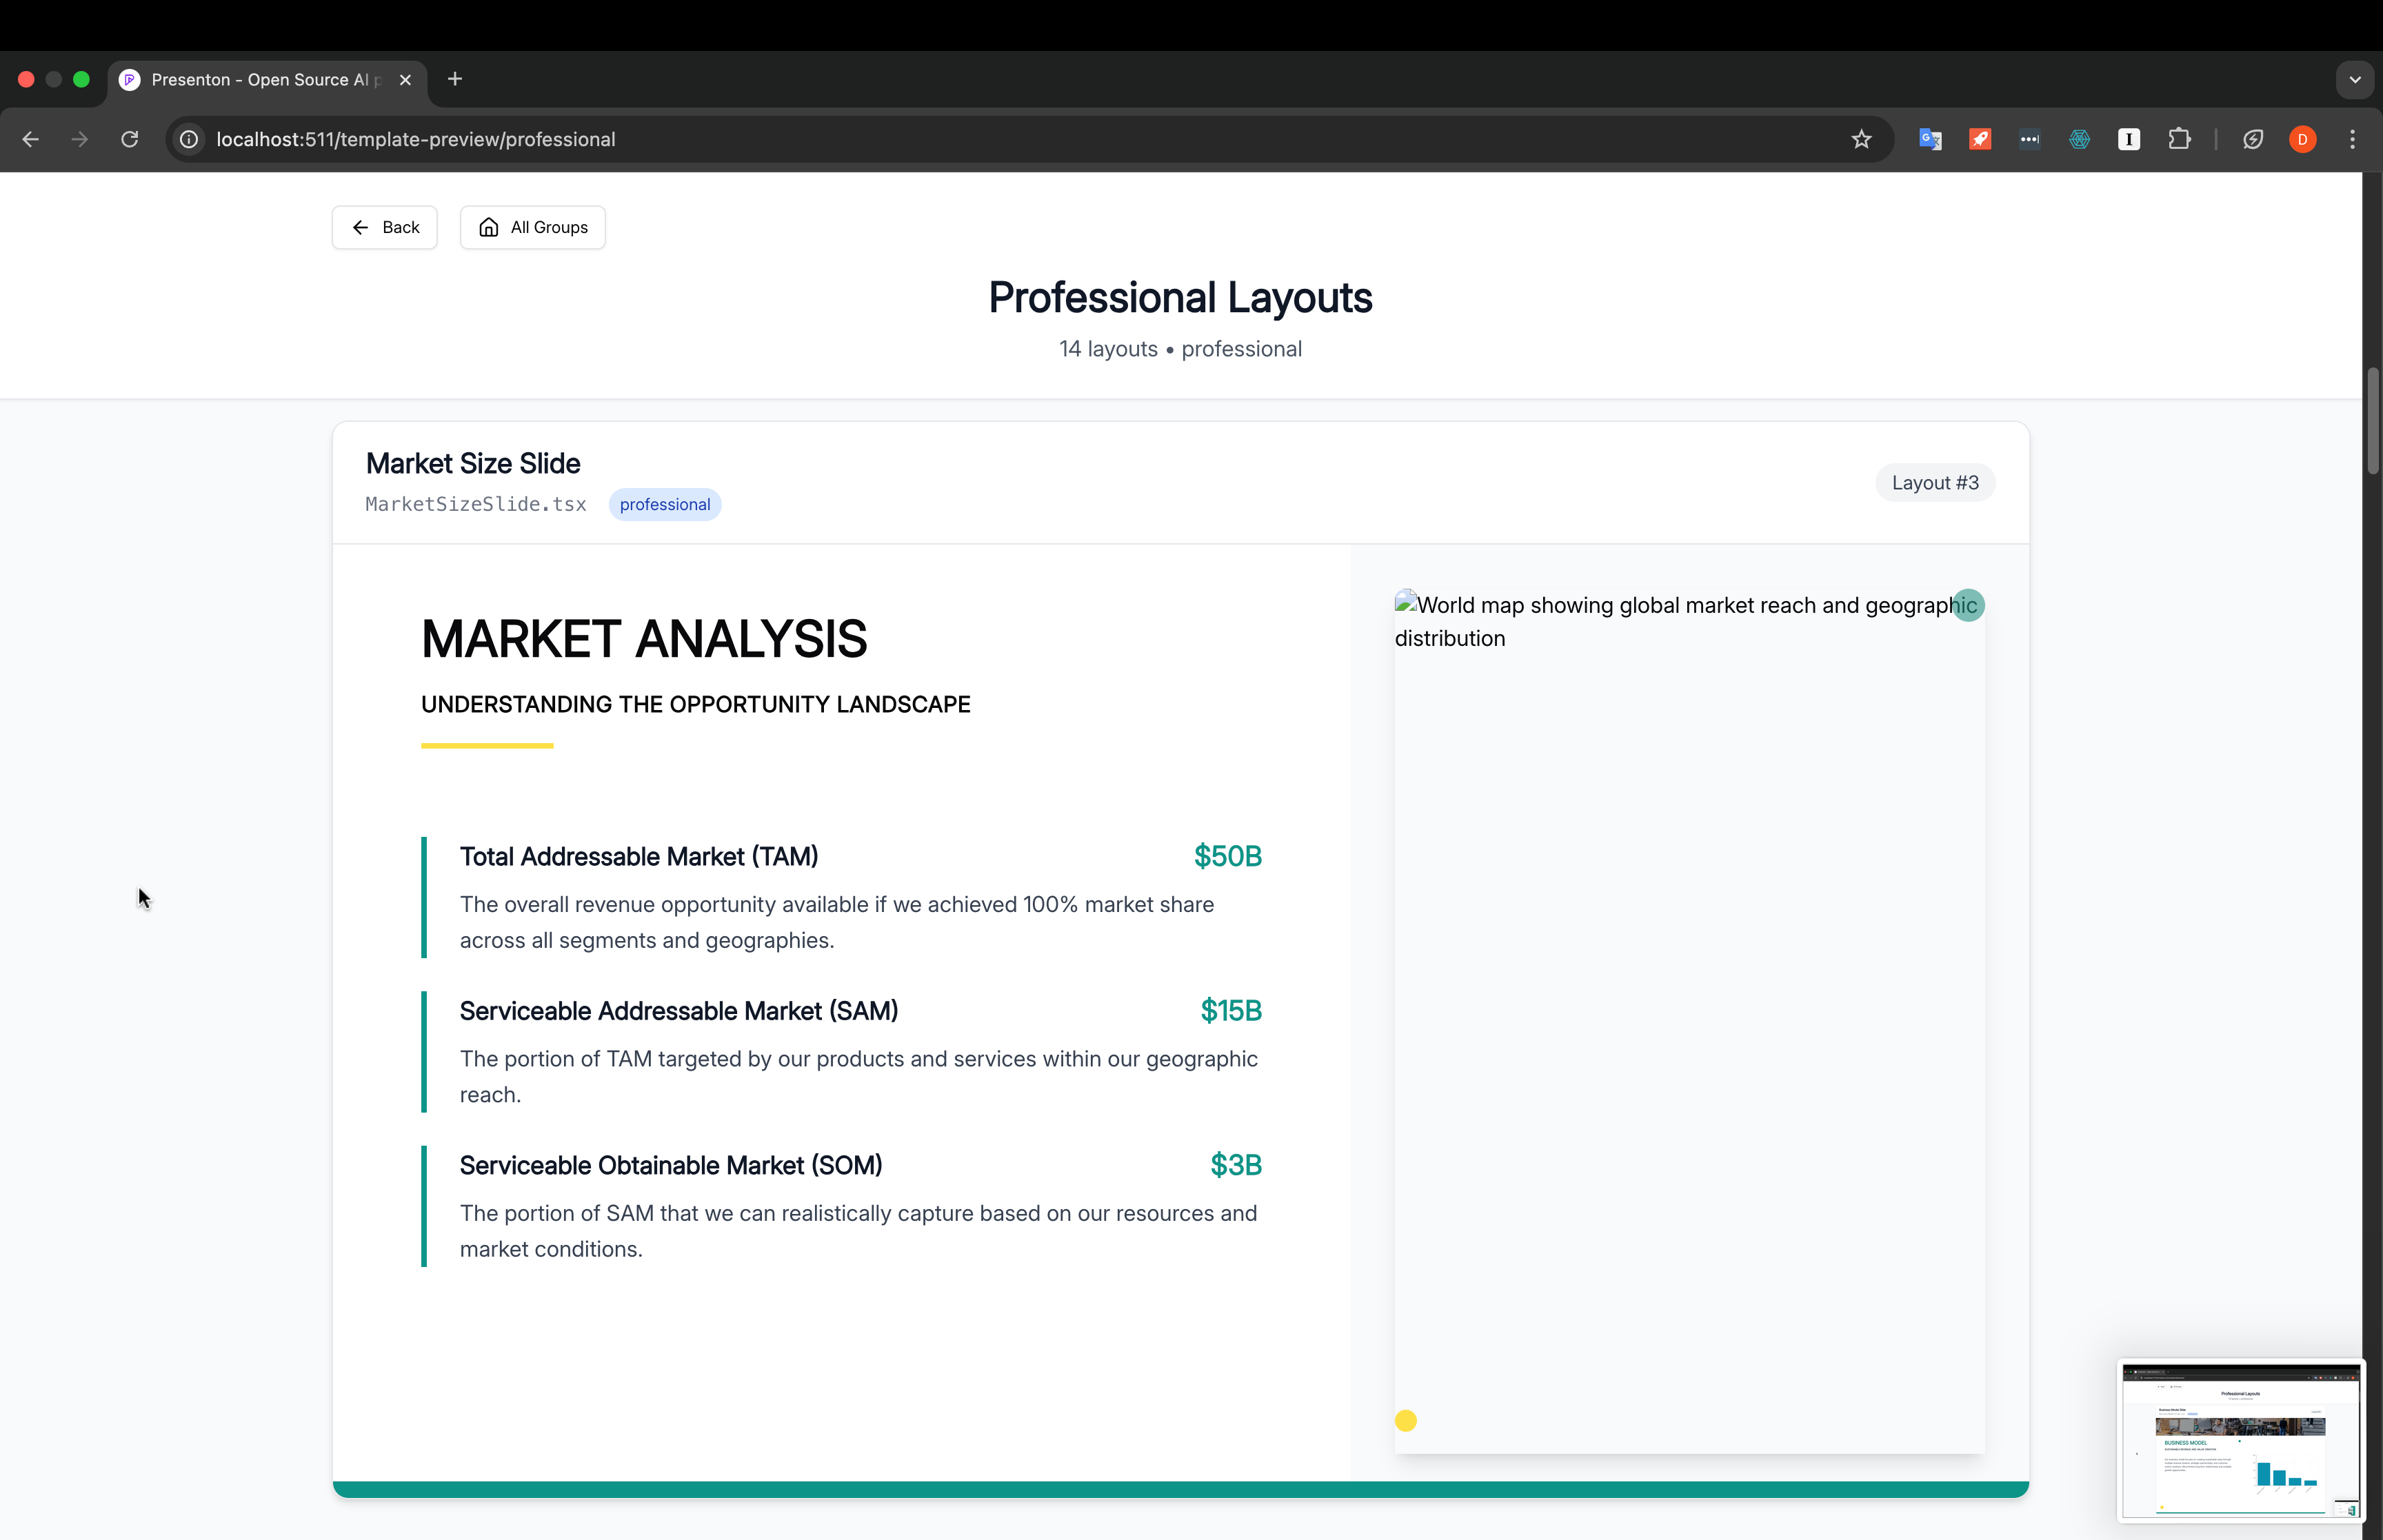 Presenton - Open Source AI p
localhost:511/template-preview/professional
D
Back
All Groups
Professional Layouts
14 layouts • professional
Market Size Slide
MarketSizeSlide.tsx
professional
Layout #3
MARKET ANALYSIS
UNDERSTANDING THE OPPORTUNITY LANDSCAPE
Total Addressable Market (TAM)
$50B
The overall revenue opportunity available if we achieved 100% market share
across all segments and geographies.
Serviceable Addressable Market (SAM)
$15B
The portion of TAM targeted by our products and services within our geographic
reach.
Serviceable Obtainable Market (SOM)
$3B
The portion of SAM that we can realistically capture based on our resources and
market conditions.
World map showing global market reach and geographic
distribution
Professional Layouts
BUSINESS MODEL